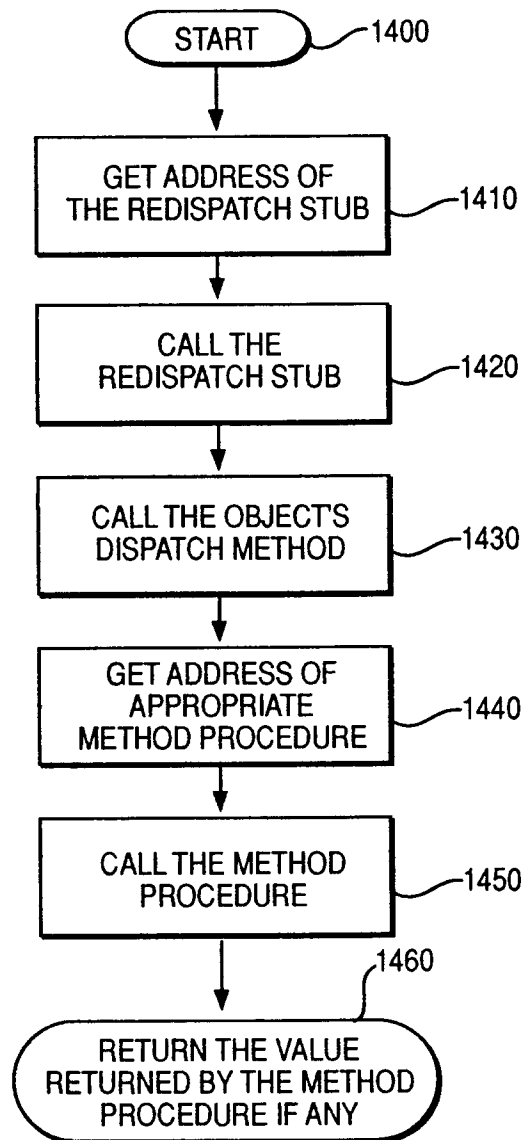 START
1400
GET ADDRESS OF
THE REDISPATCH STUB
1410
CALL THE
REDISPATCH STUB
1420
CALL THE OBJECT'S
DISPATCH METHOD
1430
GET ADDRESS OF
APPROPRIATE
METHOD PROCEDURE
1440
CALL THE METHOD
PROCEDURE
1450
1460
RETURN THE VALUE
RETURNED BY THE METHOD
PROCEDURE IF ANY